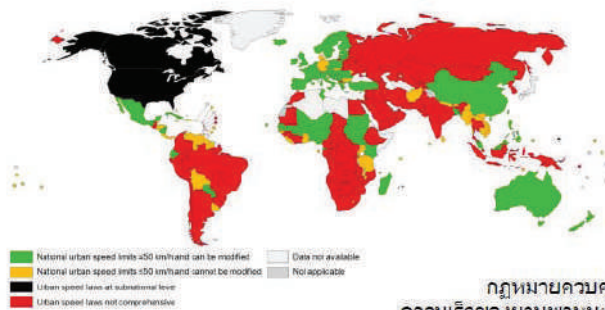 National urban speed limits ≤50 km/h and can be modified
National urban speed limits ≤50 km/h and cannot be modified
Urban speed laws at subnational level
Urban speed laws not comprehensive
Data not available
Not applicable
กฎหมายควบค